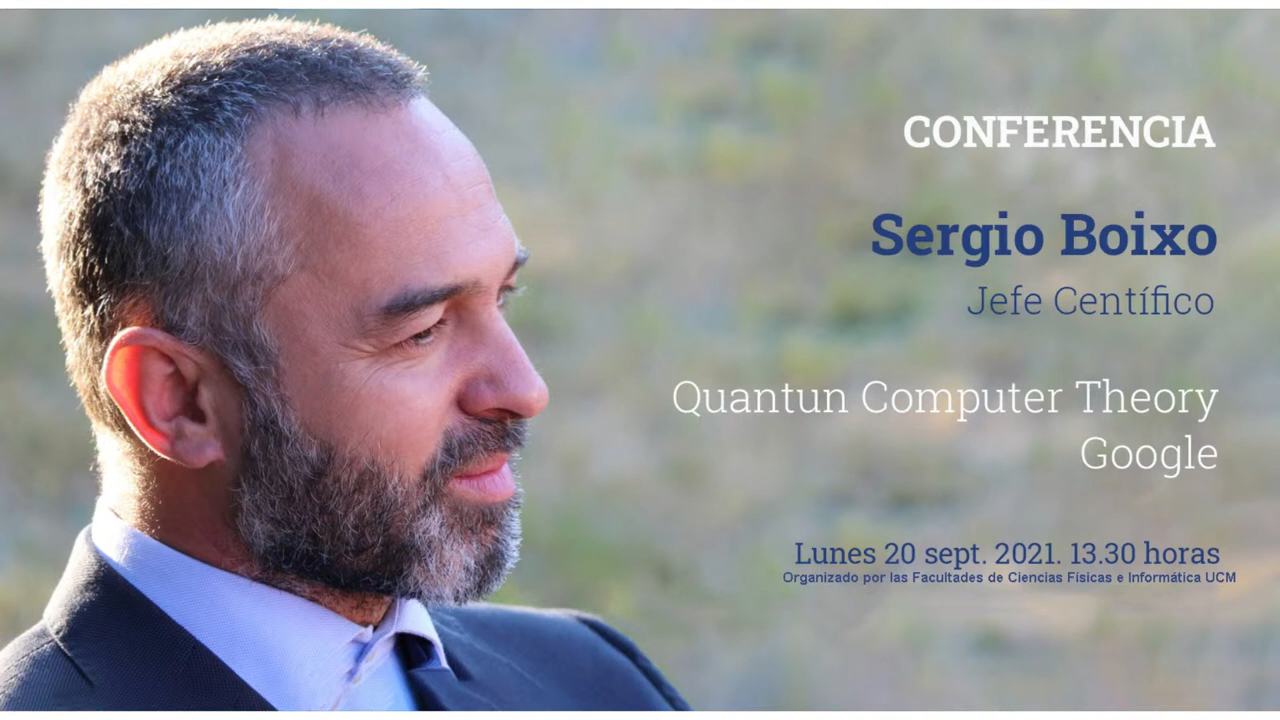 CONFERENCIA
Sergio Boixo
Jefe Centífico
Quantun Computer Theory
Google
Lunes 20 sept. 2021. 13.30 horas
Organizado por las Facultades de Ciencias Físicas e Informática UCM